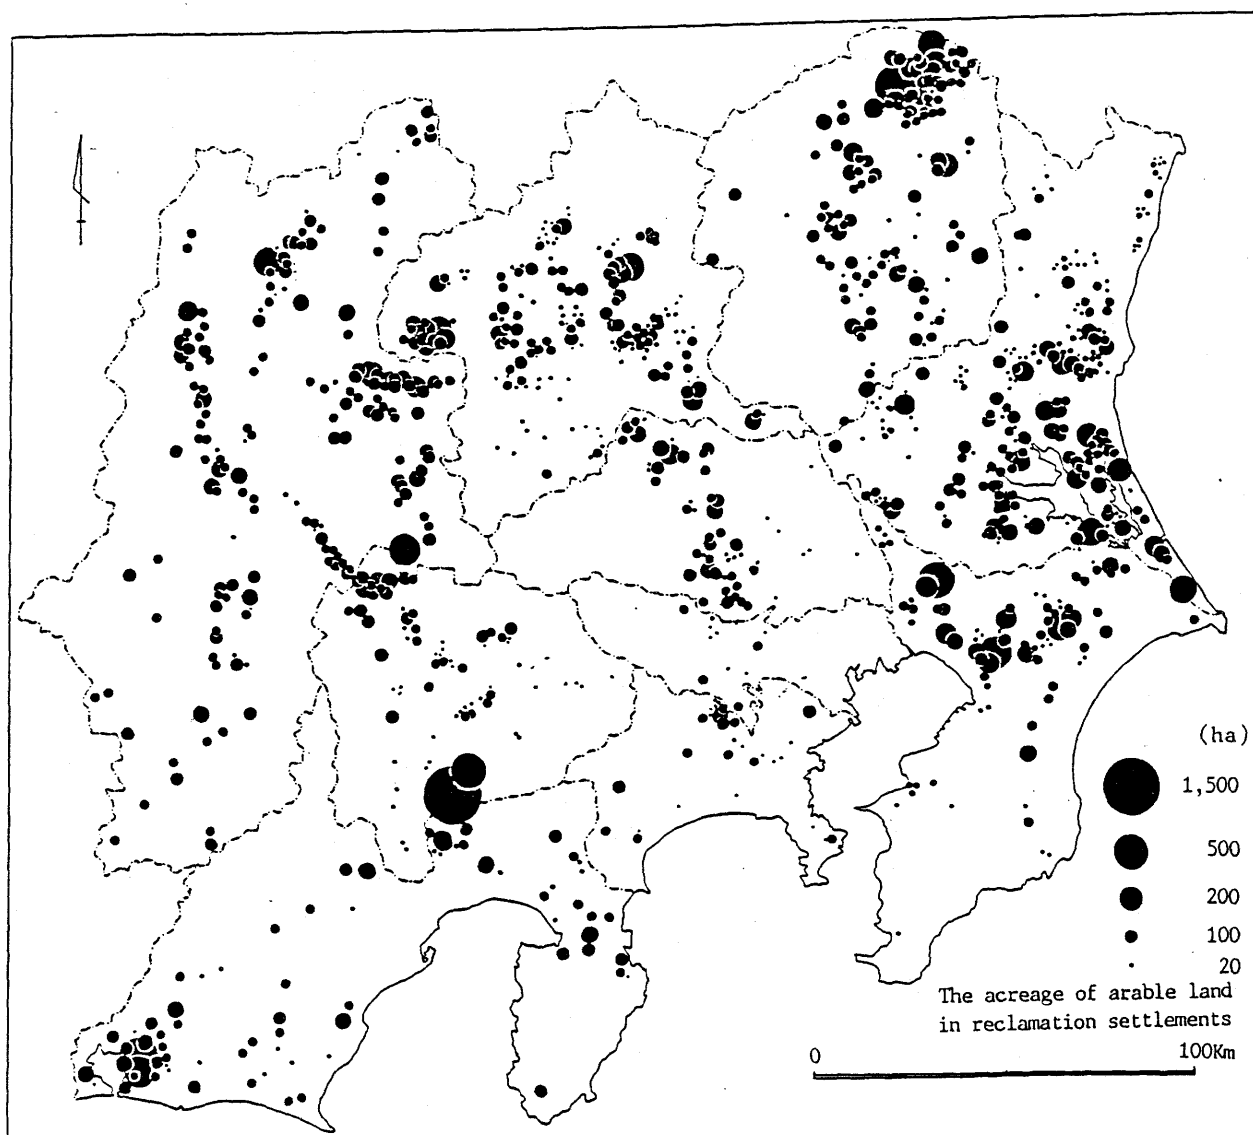 (ha)
1,500
500
200
100
20
The acreage of arable land
in reclamation settlements
0 100Km